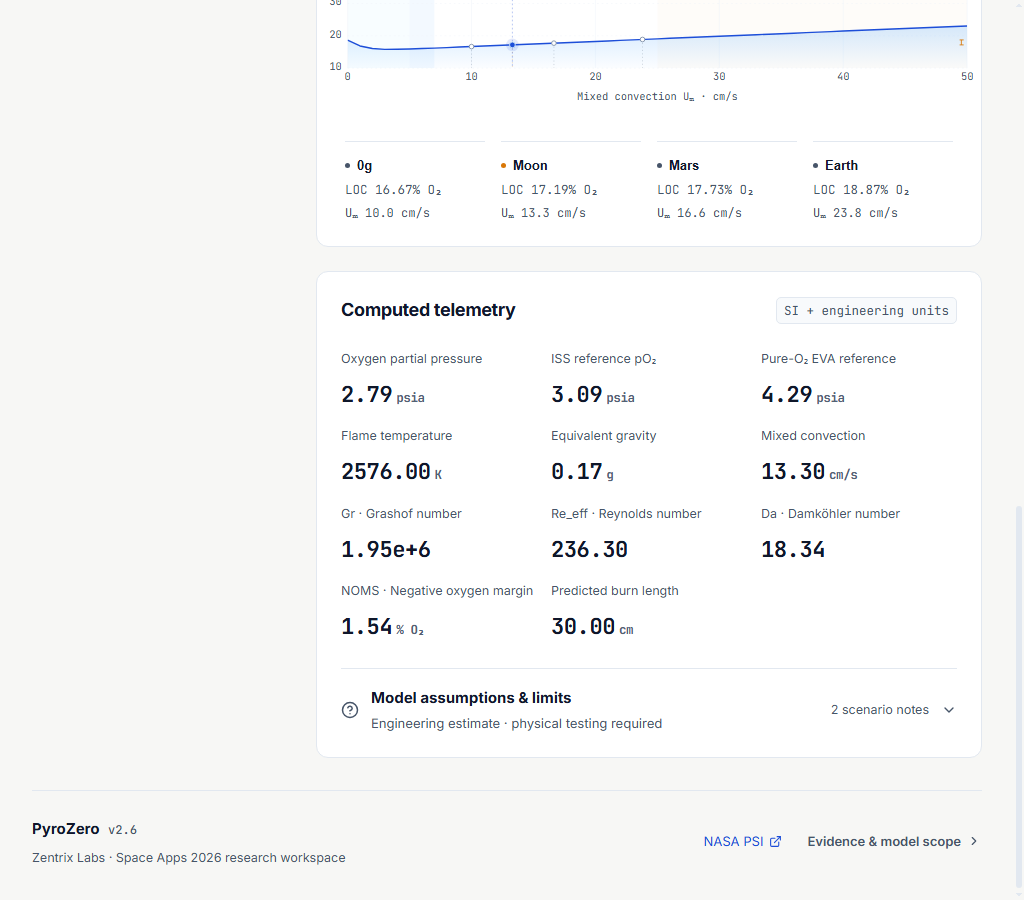 30
20
10
0 10 20 30 40 50
Mixed convection Uₘ · cm/s
0g
LOC 16.67% O₂
Uₘ 10.0 cm/s
Moon
LOC 17.19% O₂
Uₘ 13.3 cm/s
Mars
LOC 17.73% O₂
Uₘ 16.6 cm/s
Earth
LOC 18.87% O₂
Uₘ 23.8 cm/s
Computed telemetry
SI + engineering units
Oxygen partial pressure
2.79 psia
ISS reference pO₂
3.09 psia
Pure-O₂ EVA reference
4.29 psia
Flame temperature
2576.00 K
Equivalent gravity
0.17 g
Mixed convection
13.30 cm/s
Gr · Grashof number
1.95e+6
Re_eff · Reynolds number
236.30
Da · Damköhler number
18.34
NOMS · Negative oxygen margin
1.54 % O₂
Predicted burn length
30.00 cm
Model assumptions & limits
Engineering estimate · physical testing required
2 scenario notes
PyroZero v2.6
Zentrix Labs · Space Apps 2026 research workspace
NASA PSI
Evidence & model scope